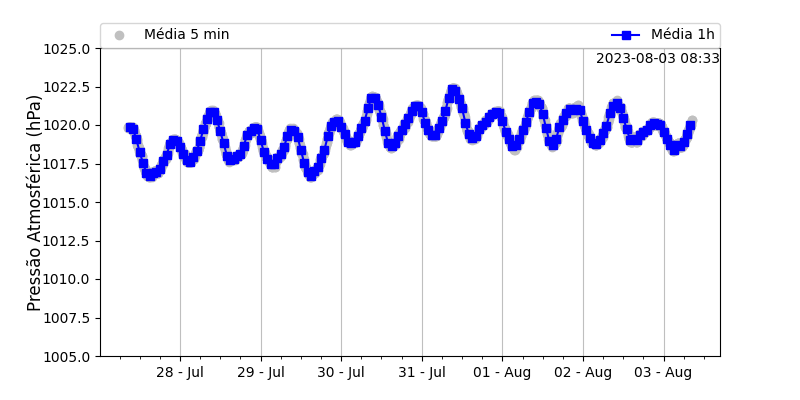 Média 5 min
Média 1h
2023-08-03 08:33
Pressão Atmosférica (hPa)
1025.0
1022.5
1020.0
1017.5
1015.0
1012.5
1010.0
1007.5
1005.0
28 - Jul
29 - Jul
30 - Jul
31 - Jul
01 - Aug
02 - Aug
03 - Aug